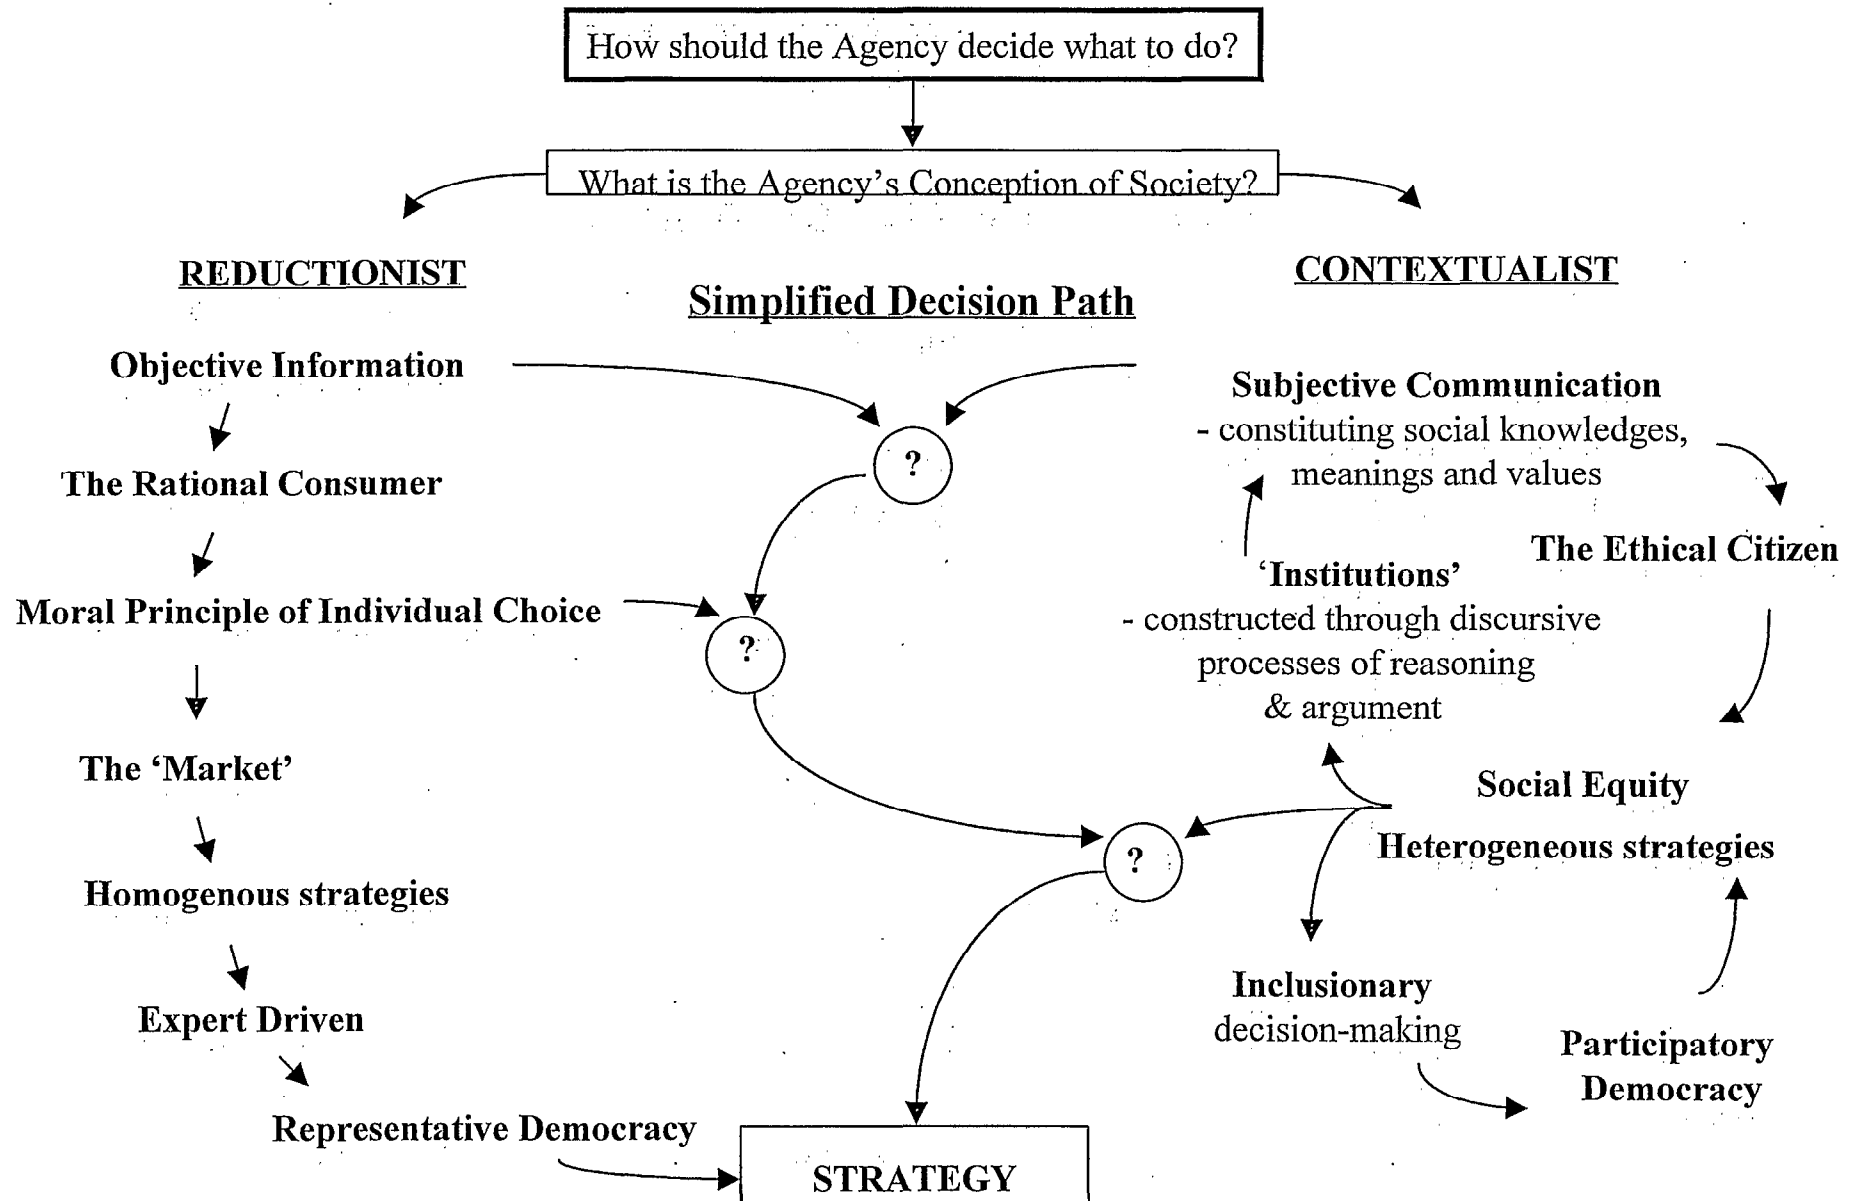 How should the Agency decide what to do?
What is the Agency's Conception of Society?
REDUCTIONIST
CONTEXTUALIST
Simplified Decision Path
Objective Information
Subjective Communication
- constituting social knowledges,
meanings and values
?
The Rational Consumer
The Ethical Citizen
'Institutions'
- constructed through discursive
processes of reasoning
& argument
Moral Principle of Individual Choice
?
The 'Market'
Social Equity
Heterogeneous strategies
?
Homogenous strategies
Inclusionary
decision-making
Expert Driven
Participatory
Democracy
Representative Democracy
STRATEGY